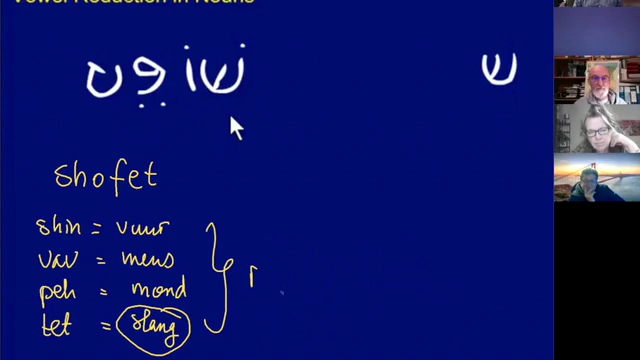 Vowel Reduction in Nouns
שׁוֹפֵט
ש
shofet
shin = vuur
vav = mens
peh = mond
tet = slang